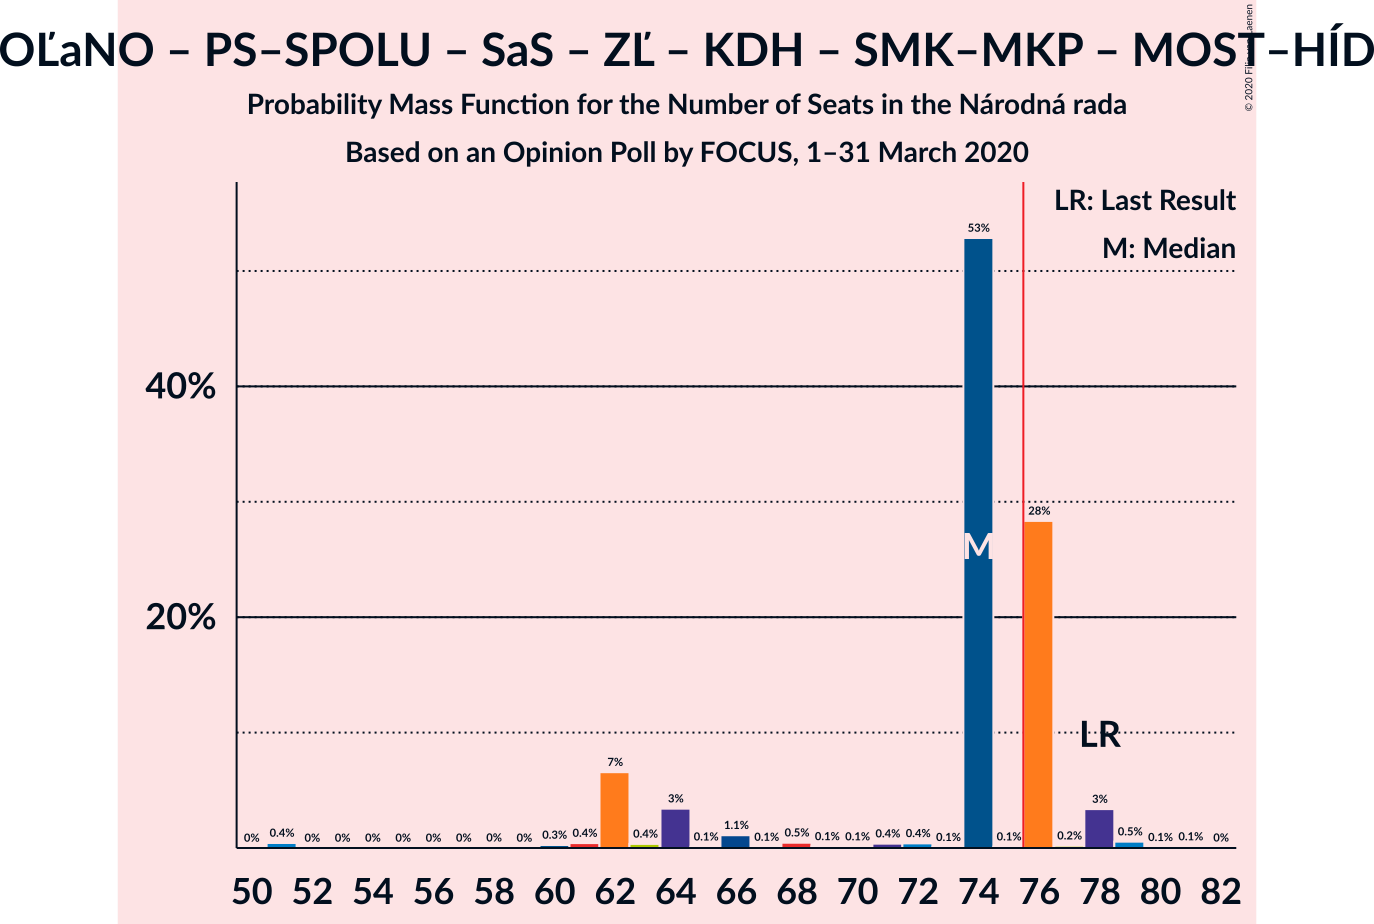 OĽaNO – PS–SPOLU – SaS – ZĽ – KDH – SMK–MKP – MOST–HÍD
Probability Mass Function for the Number of Seats in the Národná rada
Based on an Opinion Poll by FOCUS, 1–31 March 2020
© 2020
LR: Last Result
M: Median
53%
40%
28%
M
20%
LR
7%
3%
3%
0% 0.4% 0% 0% 0% 0% 0% 0% 0% 0% 0.3% 0.4% 0.4% 0.1% 1.1% 0.1% 0.5% 0.1% 0.1% 0.4% 0.4% 0.1% 0.1% 0.2% 0.5% 0.1% 0.1% 0%
50 52 54 56 58 60 62 64 66 68 70 72 74 76 78 80 82